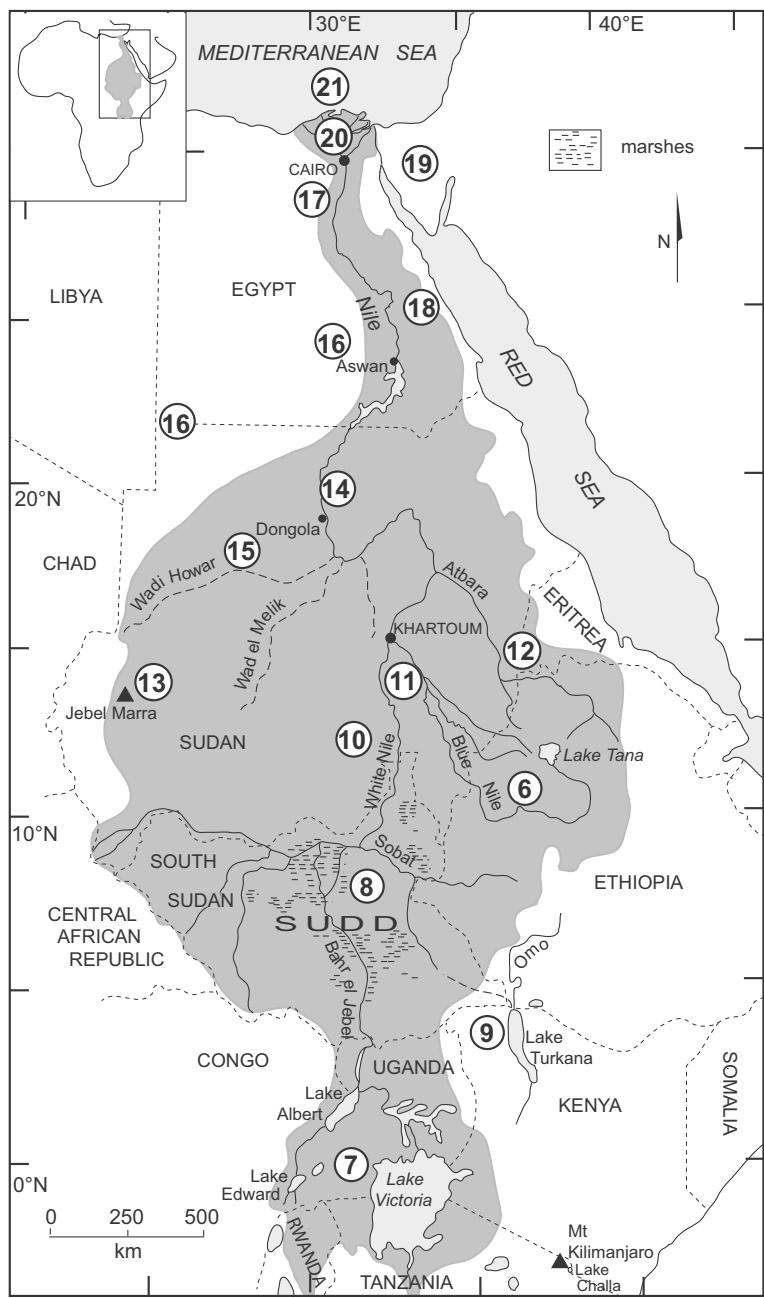 30°E
40°E
MEDITERRANEAN SEA
21
20
marshes
CAIRO
19
17
N
LIBYA
EGYPT
Nile
18
16
Aswan
RED
SEA
16
20°N
14
Dongola
CHAD
15
Wadi Howar
Atbara
Wad el Melik
ERITREA
KHARTOUM
12
13
11
Jebel Marra
SUDAN
10
White Nile
Blue
Nile
Lake Tana
6
10°N
Sobat
SOUTH
SUDAN
8
ETHIOPIA
CENTRAL
AFRICAN
REPUBLIC
SUDD
Bahr el Jebel
Omo
9
Lake
Turkana
CONGO
UGANDA
SOMALIA
Lake
Albert
KENYA
7
0°N
Lake
Edward
Lake
Victoria
0 250 500
km
RWANDA
Mt
Kilimanjaro
Lake
Challa
TANZANIA